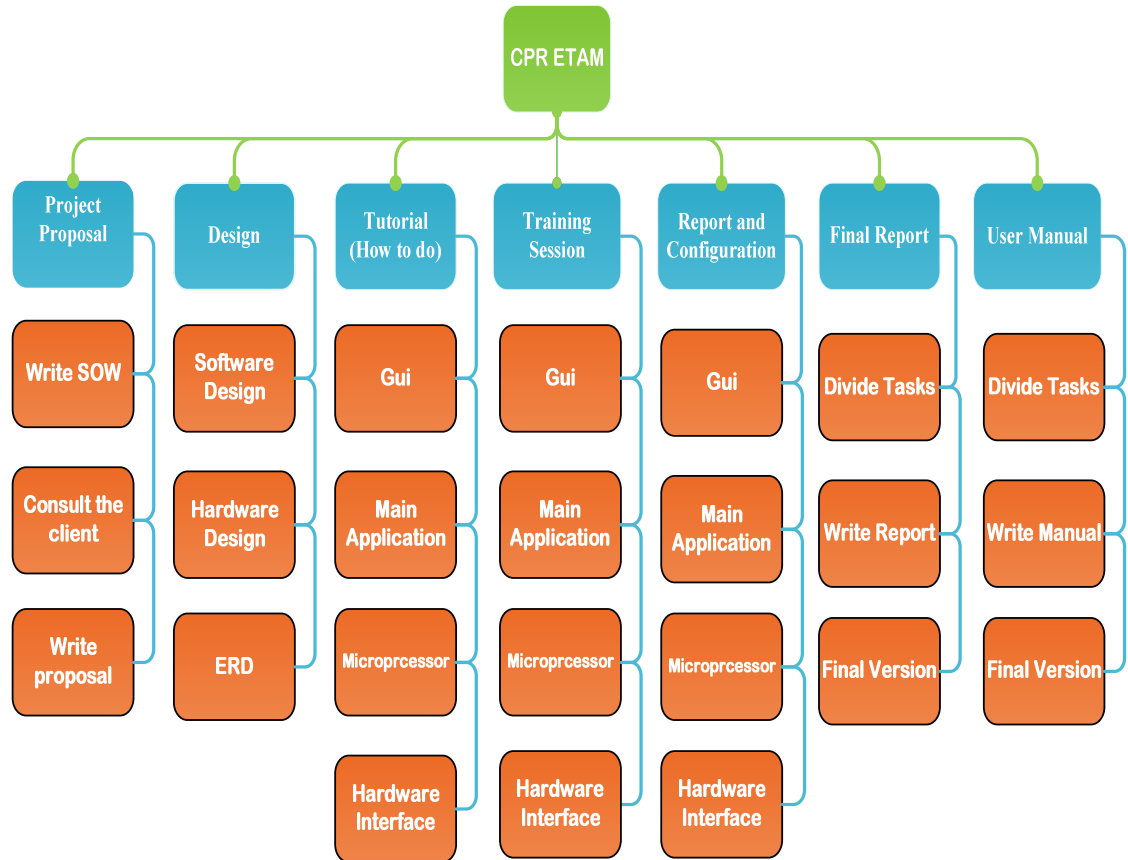 CPR ETAM
Project
Proposal
Design
Tutorial
(How to do)
Training
Session
Report and
Configuration
Final Report
User Manual
Write SOW
Software
Design
Gui
Gui
Gui
Divide Tasks
Divide Tasks
Consult the
client
Hardware
Design
Main
Application
Main
Application
Main
Application
Write Report
Write Manual
Write
proposal
ERD
Microprcessor
Microprcessor
Microprcessor
Final Version
Final Version
Hardware
Interface
Hardware
Interface
Hardware
Interface